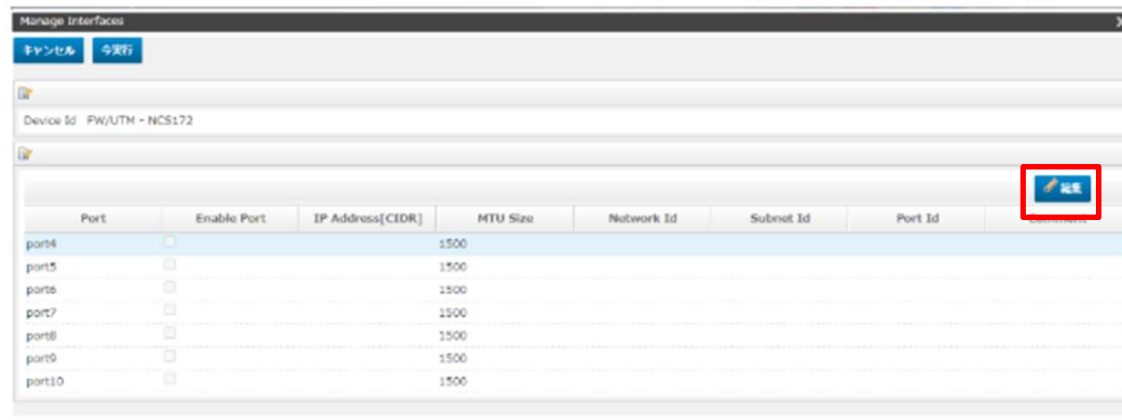 Manage Interfaces
キャンセル 今実行
Device Id FW/UTM - NCS172
編集
Port Enable Port IP Address[CIDR] MTU Size Network Id Subnet Id Port Id Comment
port4 1500
port5 1500
port6 1500
port7 1500
port8 1500
port9 1500
port10 1500